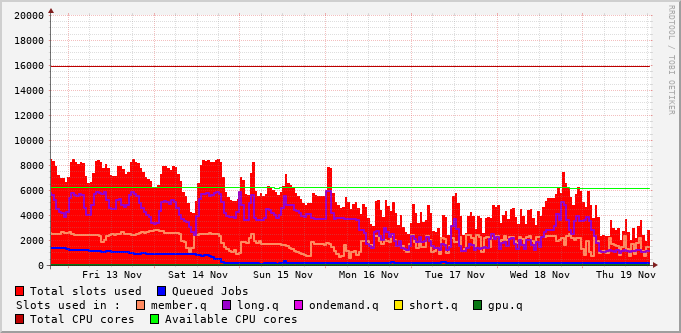 20000
18000
16000
14000
12000
10000
8000
6000
4000
2000
0
Fri 13 Nov Sat 14 Nov Sun 15 Nov Mon 16 Nov Tue 17 Nov Wed 18 Nov Thu 19 Nov
RRDTOOL / TOBI OETIKER
Total slots used Queued Jobs
Slots used in : member.q long.q ondemand.q short.q gpu.q
Total CPU cores Available CPU cores